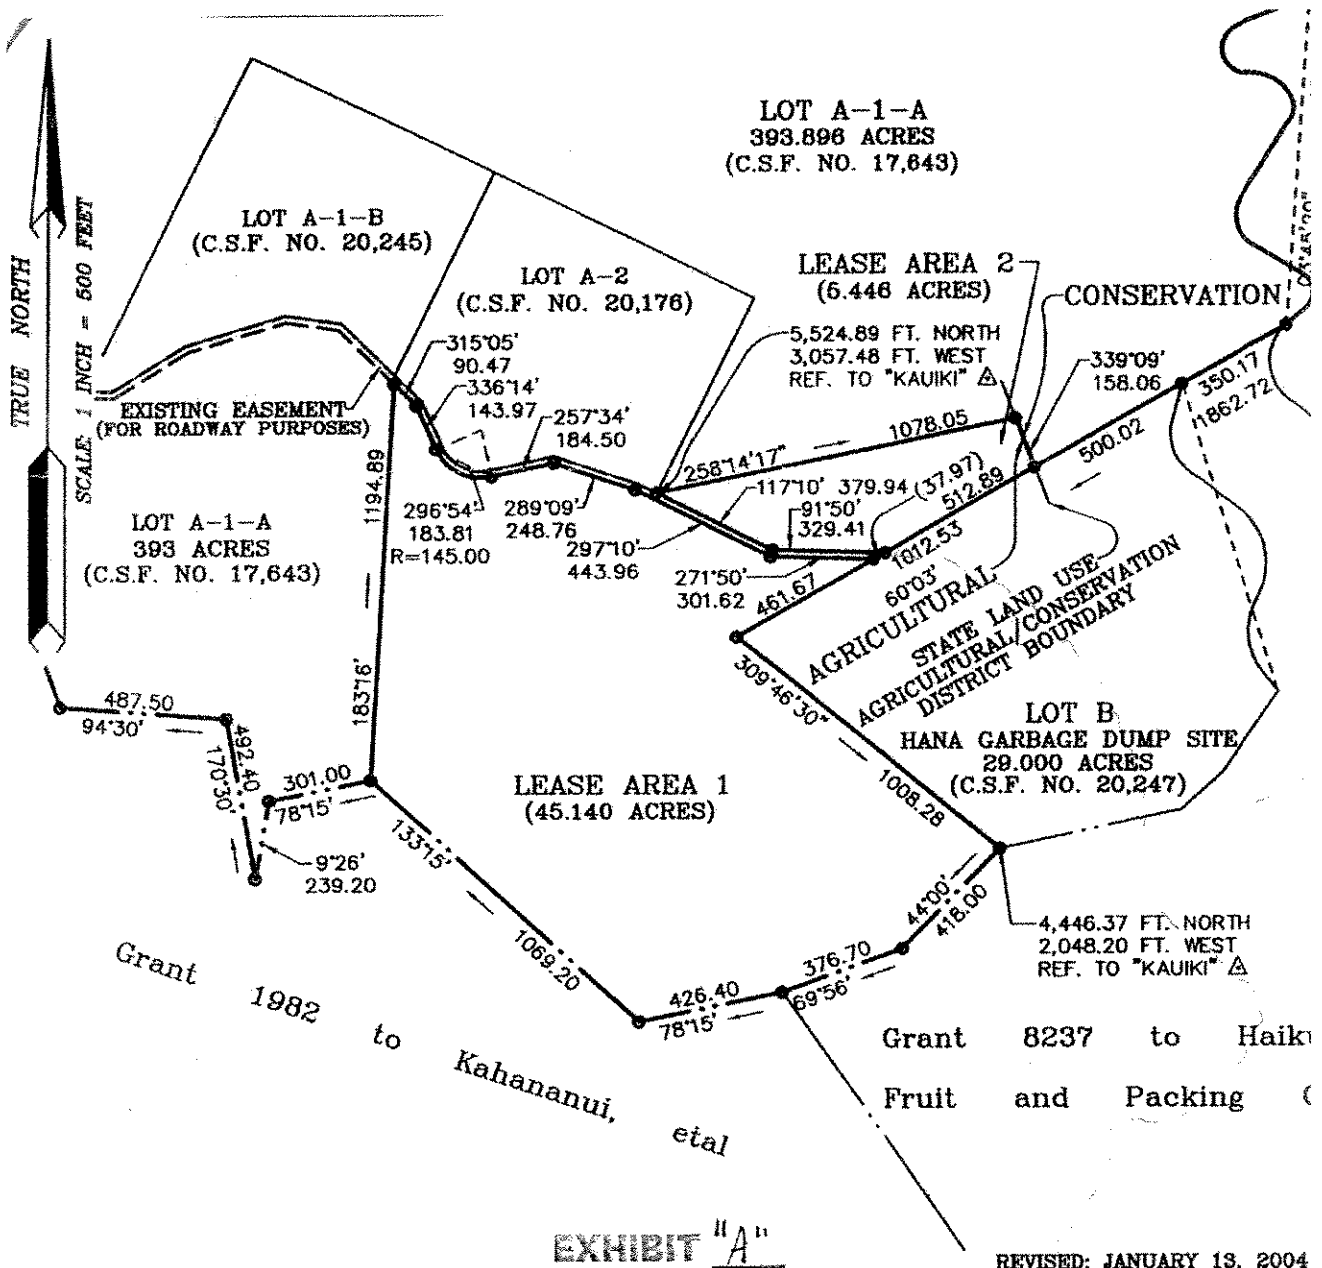 LOT A-1-A
393.896 ACRES
(C.S.F. NO. 17,643)
TRUE NORTH
SCALE: 1 INCH = 500 FEET
LOT A-1-B
(C.S.F. NO. 20,245)
LOT A-2
(C.S.F. NO. 20,176)
LEASE AREA 2
(5.446 ACRES)
CONSERVATION
5,524.89 FT. NORTH
3,057.48 FT. WEST
REF. TO "KAUIKI"
339°09'
158.06
350.17
1862.72
500.02
315°05'
90.47
336°14'
143.97
257°34'
184.50
EXISTING EASEMENT
(FOR ROADWAY PURPOSES)
1078.05
258°14'17"
117°10' 379.94 (37.97)
512.89
91°50'
329.41
1012.53
60°03'
296°54'
183.81
R=145.00
289°09'
248.76
297°10'
443.96
271°50'
301.62
461.67
1194.89
183°16'
LOT A-1-A
393 ACRES
(C.S.F. NO. 17,643)
AGRICULTURAL
STATE LAND USE
AGRICULTURAL/CONSERVATION
DISTRICT BOUNDARY
309°46'30"
1008.28
LOT B
HANA GARBAGE DUMP SITE
29.000 ACRES
(C.S.F. NO. 20,247)
487.50
94°30'
492.40
170°30'
301.00
78°15'
9°26'
239.20
LEASE AREA 1
(45.140 ACRES)
133°15'
1069.20
44°00'
418.00
376.70
69°56'
426.40
78°15'
4,446.37 FT. NORTH
2,048.20 FT. WEST
REF. TO "KAUIKI"
Grant 1982 to Kahananui, etal
Grant 8237 to
Fruit and Packing
EXHIBIT "A"
REVISED: JANUARY 13, 2004